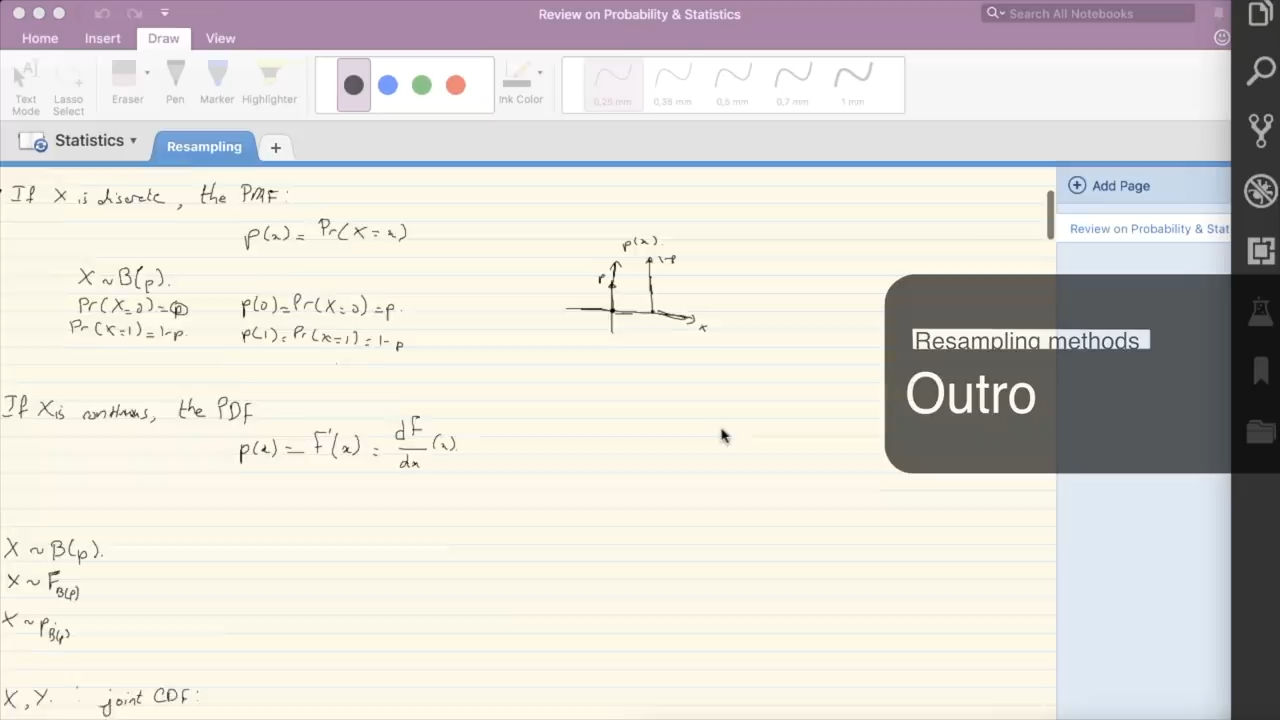 Review on Probability & Statistics
Search All Notebooks
Home Insert Draw View
Text Mode
Lasso Select
Eraser
Pen
Marker
Highlighter
Ink Color
0,25 mm
0,35 mm
0,5 mm
0,7 mm
1 mm
Statistics
Resampling
+
Add Page
Review on Probability & Stat
If X is discrete, the PMF:
p(x) = Pr(X = x)
X ~ B(p).
Pr(X=0)=p p(0)=Pr(X=0)=p.
Pr(X=1)=1-p. p(1)=Pr(X=1)=1-p
p(x).
p
1-p
x
If X is continuous, the PDF
p(x) = F'(x) = dF/dx (x).
X ~ B(p).
X ~ F B(p)
X ~ p B(p)
X, Y. : joint CDF:
Resampling methods
Outro